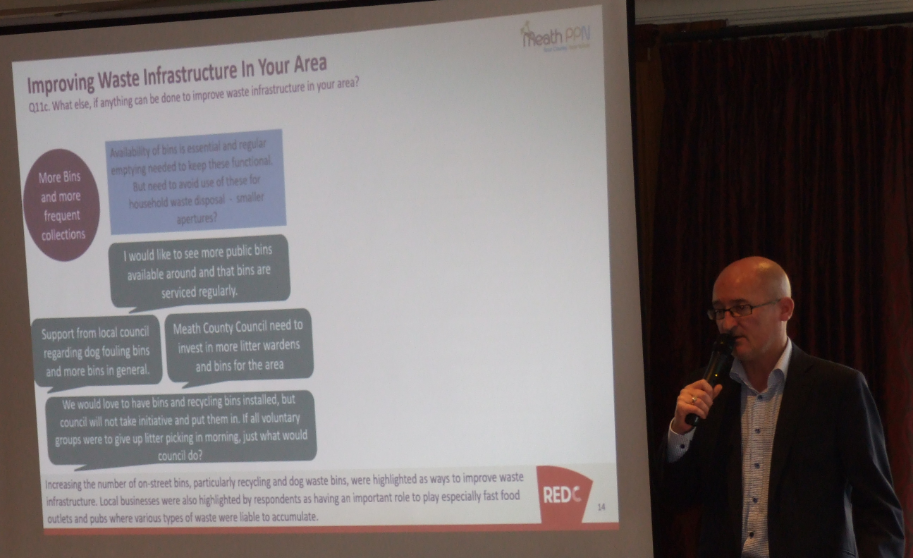 Meath PPN
Improving Waste Infrastructure In Your Area
Q11c. What else, if anything can be done to improve waste infrastructure in your area?
More Bins
and more
frequent
collections
Availability of bins is essential and regular
emptying needed to keep these functional.
But need to avoid use of these for
household waste disposal - smaller
apertures?
I would like to see more public bins
available around and that bins are
serviced regularly.
Support from local council
regarding dog fouling bins
and more bins in general.
Meath County Council need to
invest in more litter wardens
and bins for the area
We would love to have bins and recycling bins installed, but
council will not take initiative and put them in. If all voluntary
groups were to give up litter picking in morning, just what would
council do?
Increasing the number of on-street bins, particularly recycling and dog waste bins, were highlighted as ways to improve waste
infrastructure. Local businesses were also highlighted by respondents as having an important role to play especially fast food
outlets and pubs where various types of waste were liable to accumulate.
RED C
14